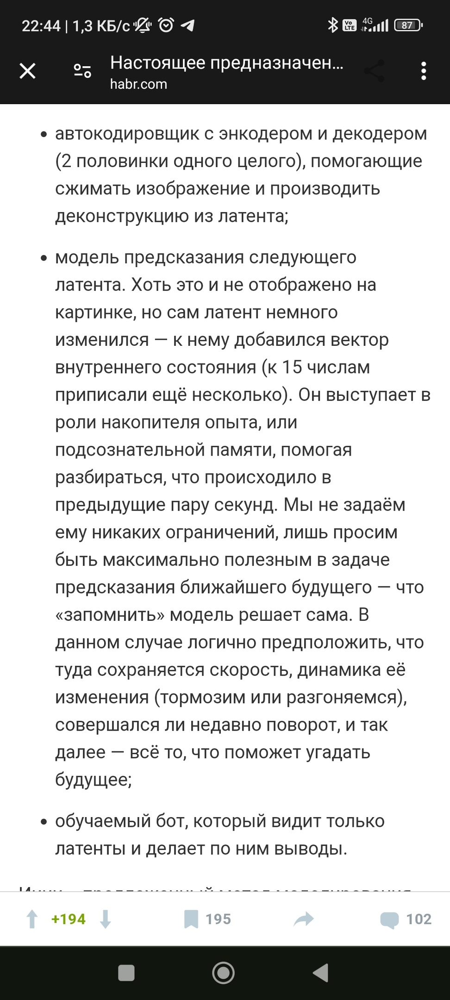 22:44 | 1,3 КБ/с
Vo LTE 4G 87
Настоящее предназначен...
habr.com
• автокодировщик с энкодером и декодером
(2 половинки одного целого), помогающие
сжимать изображение и производить
деконструкцию из латента;
• модель предсказания следующего
латента. Хоть это и не отображено на
картинке, но сам латент немного
изменился — к нему добавился вектор
внутреннего состояния (к 15 числам
приписали ещё несколько). Он выступает в
роли накопителя опыта, или
подсознательной памяти, помогая
разбираться, что происходило в
предыдущие пару секунд. Мы не задаём
ему никаких ограничений, лишь просим
быть максимально полезным в задаче
предсказания ближайшего будущего — что
«запомнить» модель решает сама. В
данном случае логично предположить, что
туда сохраняется скорость, динамика её
изменения (тормозим или разгоняемся),
совершался ли недавно поворот, и так
далее — всё то, что поможет угадать
будущее;
• обучаемый бот, который видит только
латенты и делает по ним выводы.
+194 195 102